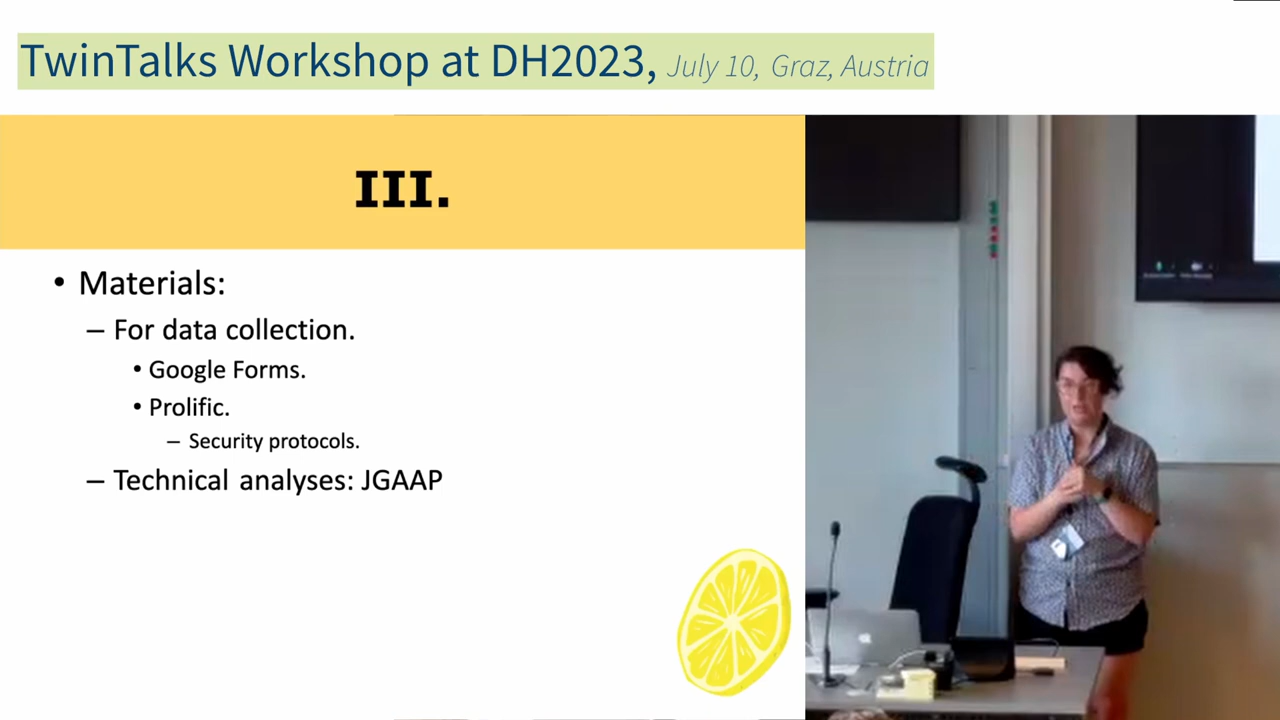 TwinTalks Workshop at DH2023, July 10, Graz, Austria
III.
• Materials:
– For data collection.
• Google Forms.
• Prolific.
– Security protocols.
– Technical analyses: JGAAP